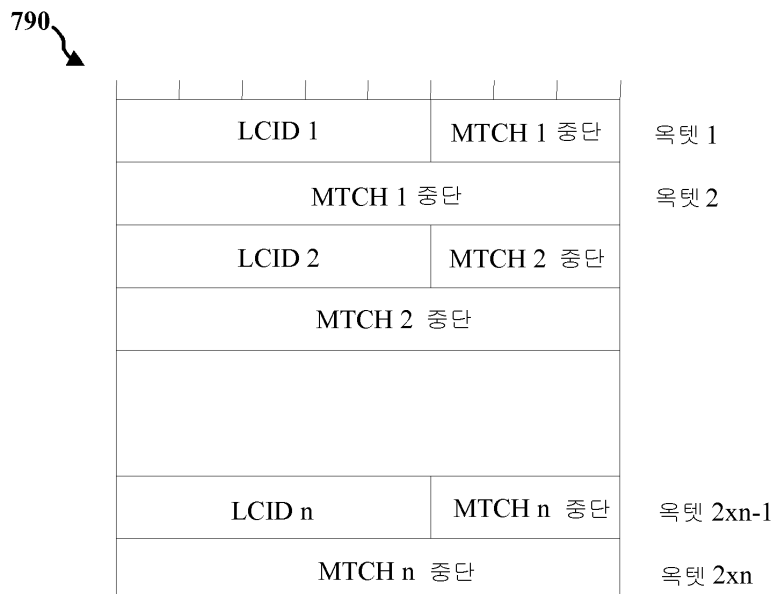 790
LCID 1 MTCH 1 중단 옥텟 1
MTCH 1 중단 옥텟 2
LCID 2 MTCH 2 중단
MTCH 2 중단
LCID n MTCH n 중단 옥텟 2xn-1
MTCH n 중단 옥텟 2xn